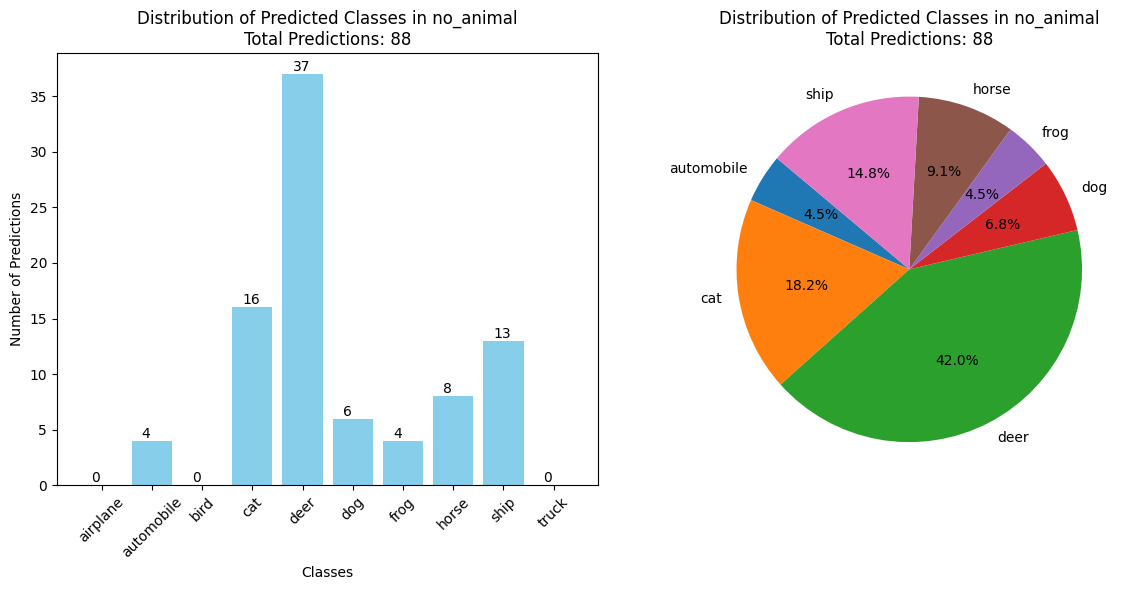 Distribution of Predicted Classes in no_animal
Total Predictions: 88
Number of Predictions
35
30
25
20
15
10
5
0
0
4
0
16
37
6
4
8
13
0
airplane
automobile
bird
cat
deer
dog
frog
horse
ship
truck
Classes
Distribution of Predicted Classes in no_animal
Total Predictions: 88
ship
horse
frog
dog
automobile
cat
deer
14.8%
9.1%
4.5%
6.8%
4.5%
18.2%
42.0%